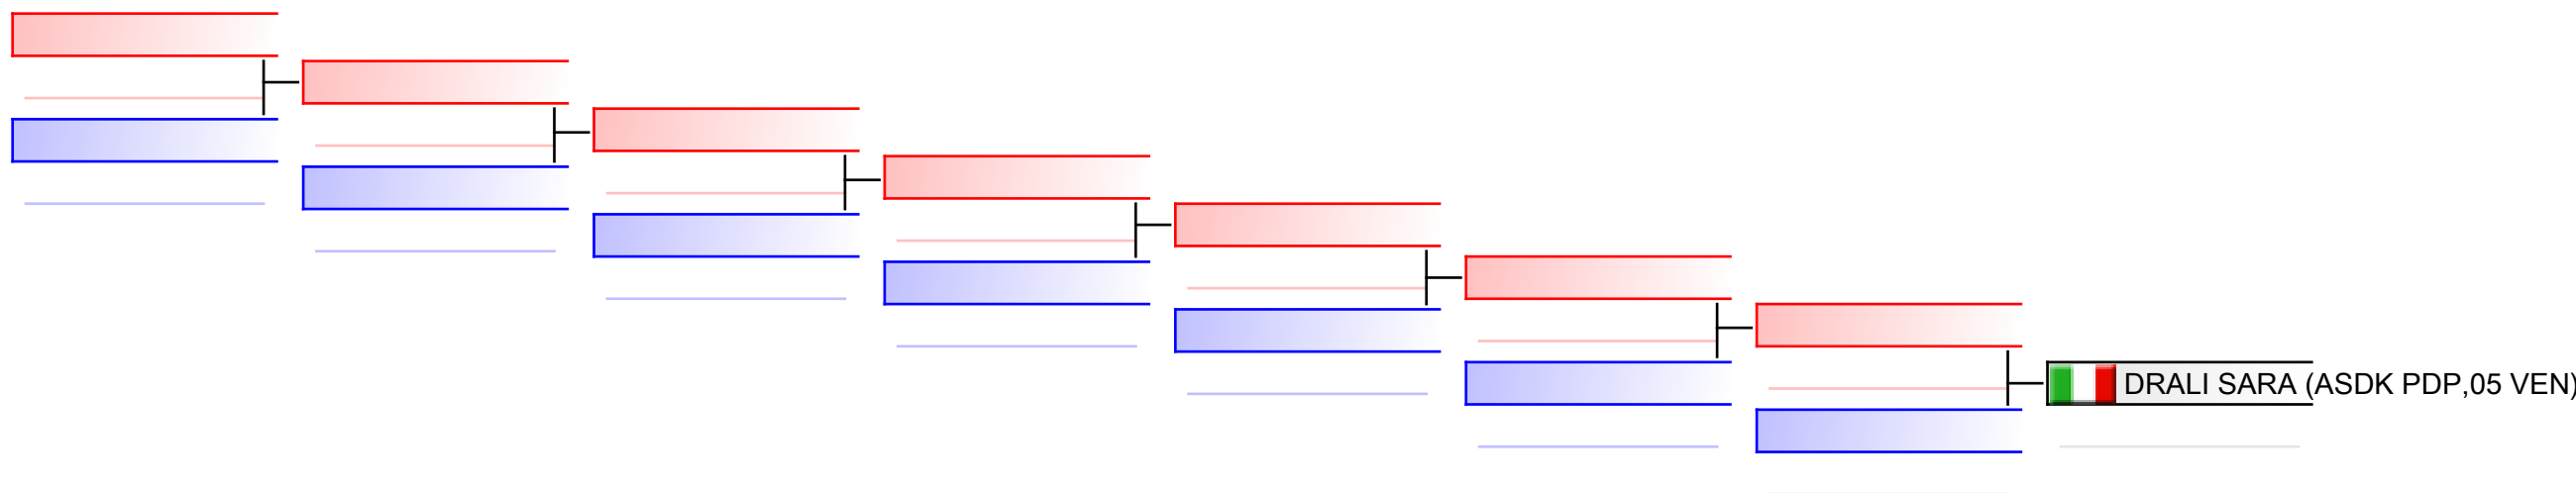 DRALI SARA (ASDK PDP,05 VEN)